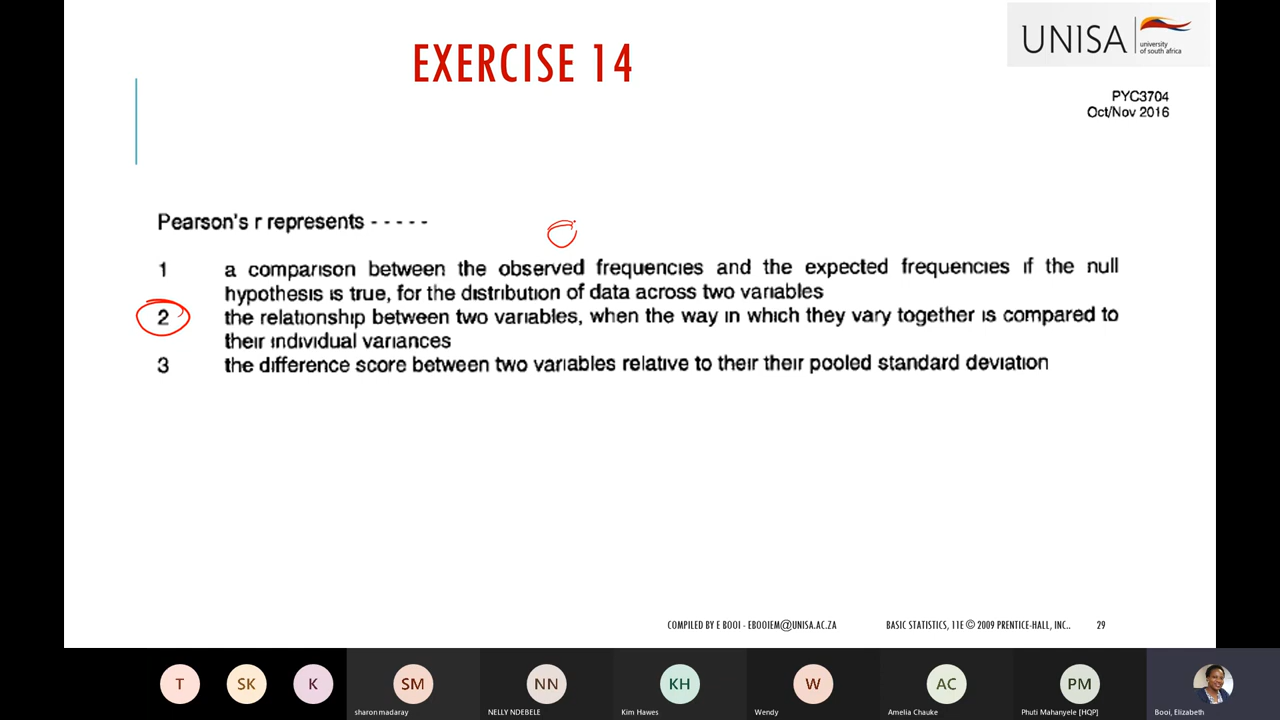 EXERCISE 14
UNISA
university
of south africa
PYC3704
Oct/Nov 2016
Pearson's r represents - - - - -
1 a comparison between the observed frequencies and the expected frequencies if the null
hypothesis is true, for the distribution of data across two variables
2 the relationship between two variables, when the way in which they vary together is compared to
their individual variances
3 the difference score between two variables relative to their their pooled standard deviation
COMPILED BY E BOOI - EBOOIEM@UNISA.AC.ZA BASIC STATISTICS, 11E © 2009 PRENTICE-HALL, INC.. 29
T SK K SM NN KH W AC PM
sharon madaray NELLY NDEBELE Kim Hawes Wendy Amelia Chauke Phuti Mahanyele [HQP] Booi, Elizabeth